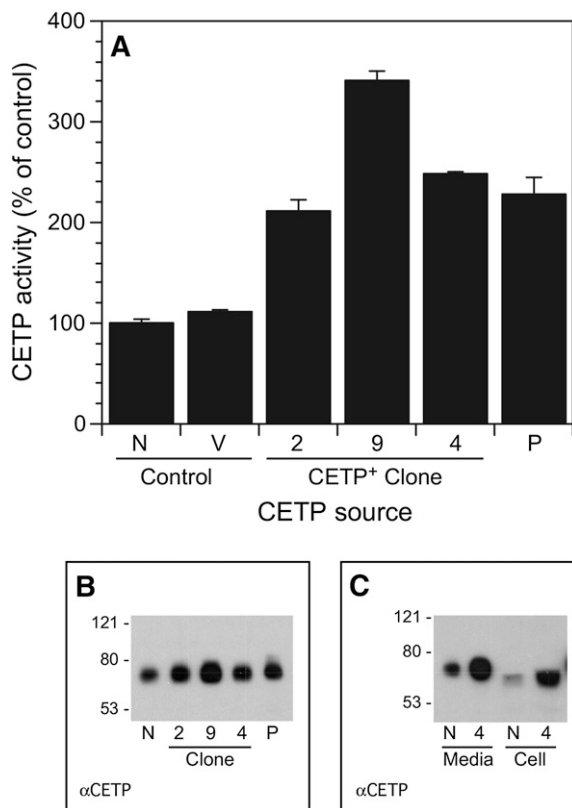 A
CETP activity (% of control)
400
300
200
100
0
N V 2 9 4 P
Control CETP⁺ Clone
CETP source
B
121 -
80 -
53 -
N 2 9 4 P
Clone
αCETP
C
121 -
80 -
53 -
N 4 N 4
Media Cell
αCETP